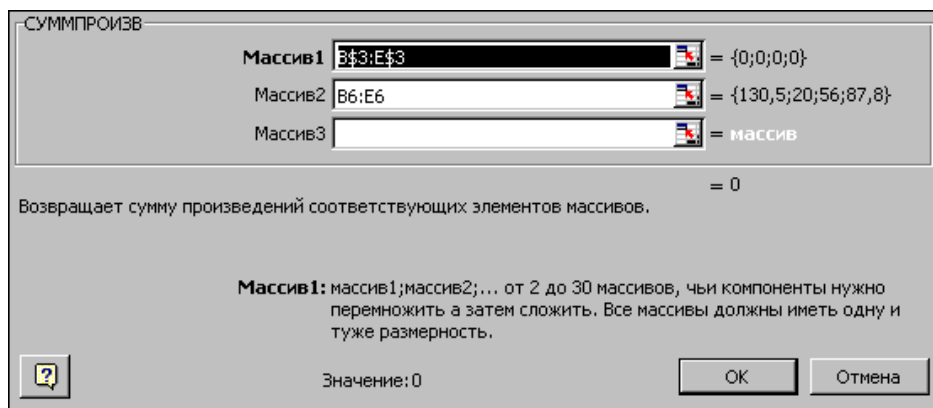 СУММПРОИЗВ
Массив1 B$3:E$3 = {0;0;0;0}
Массив2 B6:E6 = {130,5;20;56;87,8}
Массив3 = массив
= 0
Возвращает сумму произведений соответствующих элементов массивов.
Массив1: массив1;массив2;... от 2 до 30 массивов, чьи компоненты нужно
перемножить а затем сложить. Все массивы должны иметь одну и
туже размерность.
? Значение:0 OK Отмена